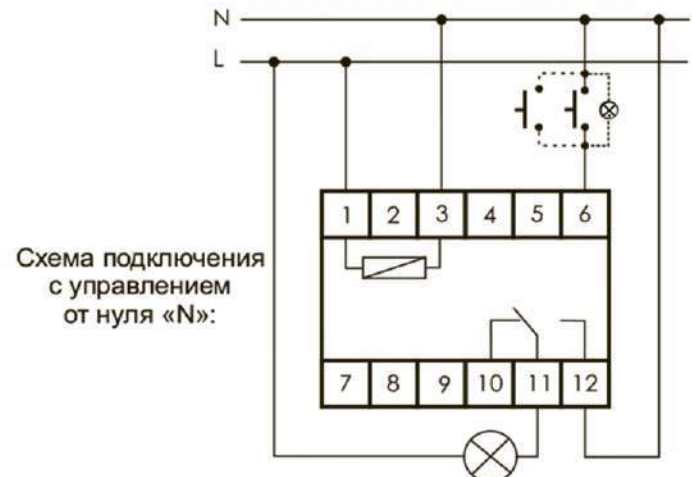 N
L
1 2 3 4 5 6
Схема подключения
с управлением
от нуля «N»:
7 8 9 10 11 12